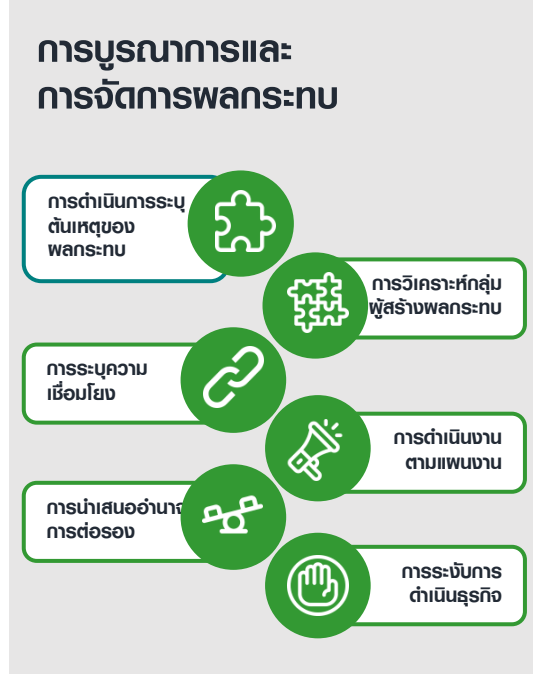 การบูรณาการและ
การจัดการผลกระทบ
การดำเนินการระบุ
ต้นเหตุของ
ผลกระทบ
การวิเคราะห์กลุ่ม
ผู้สร้างผลกระทบ
การระบุความ
เชื่อมโยง
การดำเนินงาน
ตามแผนงาน
การนำเสนออำนาจ
การต่อรอง
การระงับการ
ดำเนินธุรกิจ